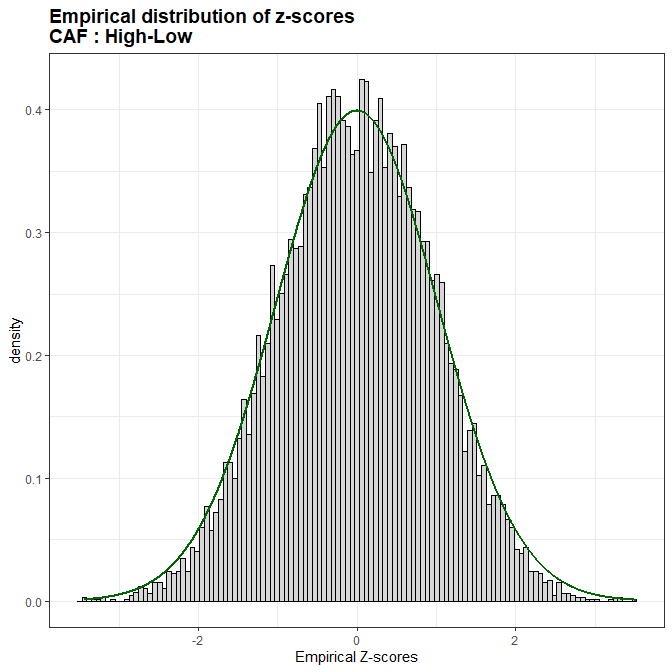 Empirical distribution of z-scores
CAF : High-Low
0.4
0.3
0.2
0.1
0.0
density
-2
0
2
Empirical Z-scores